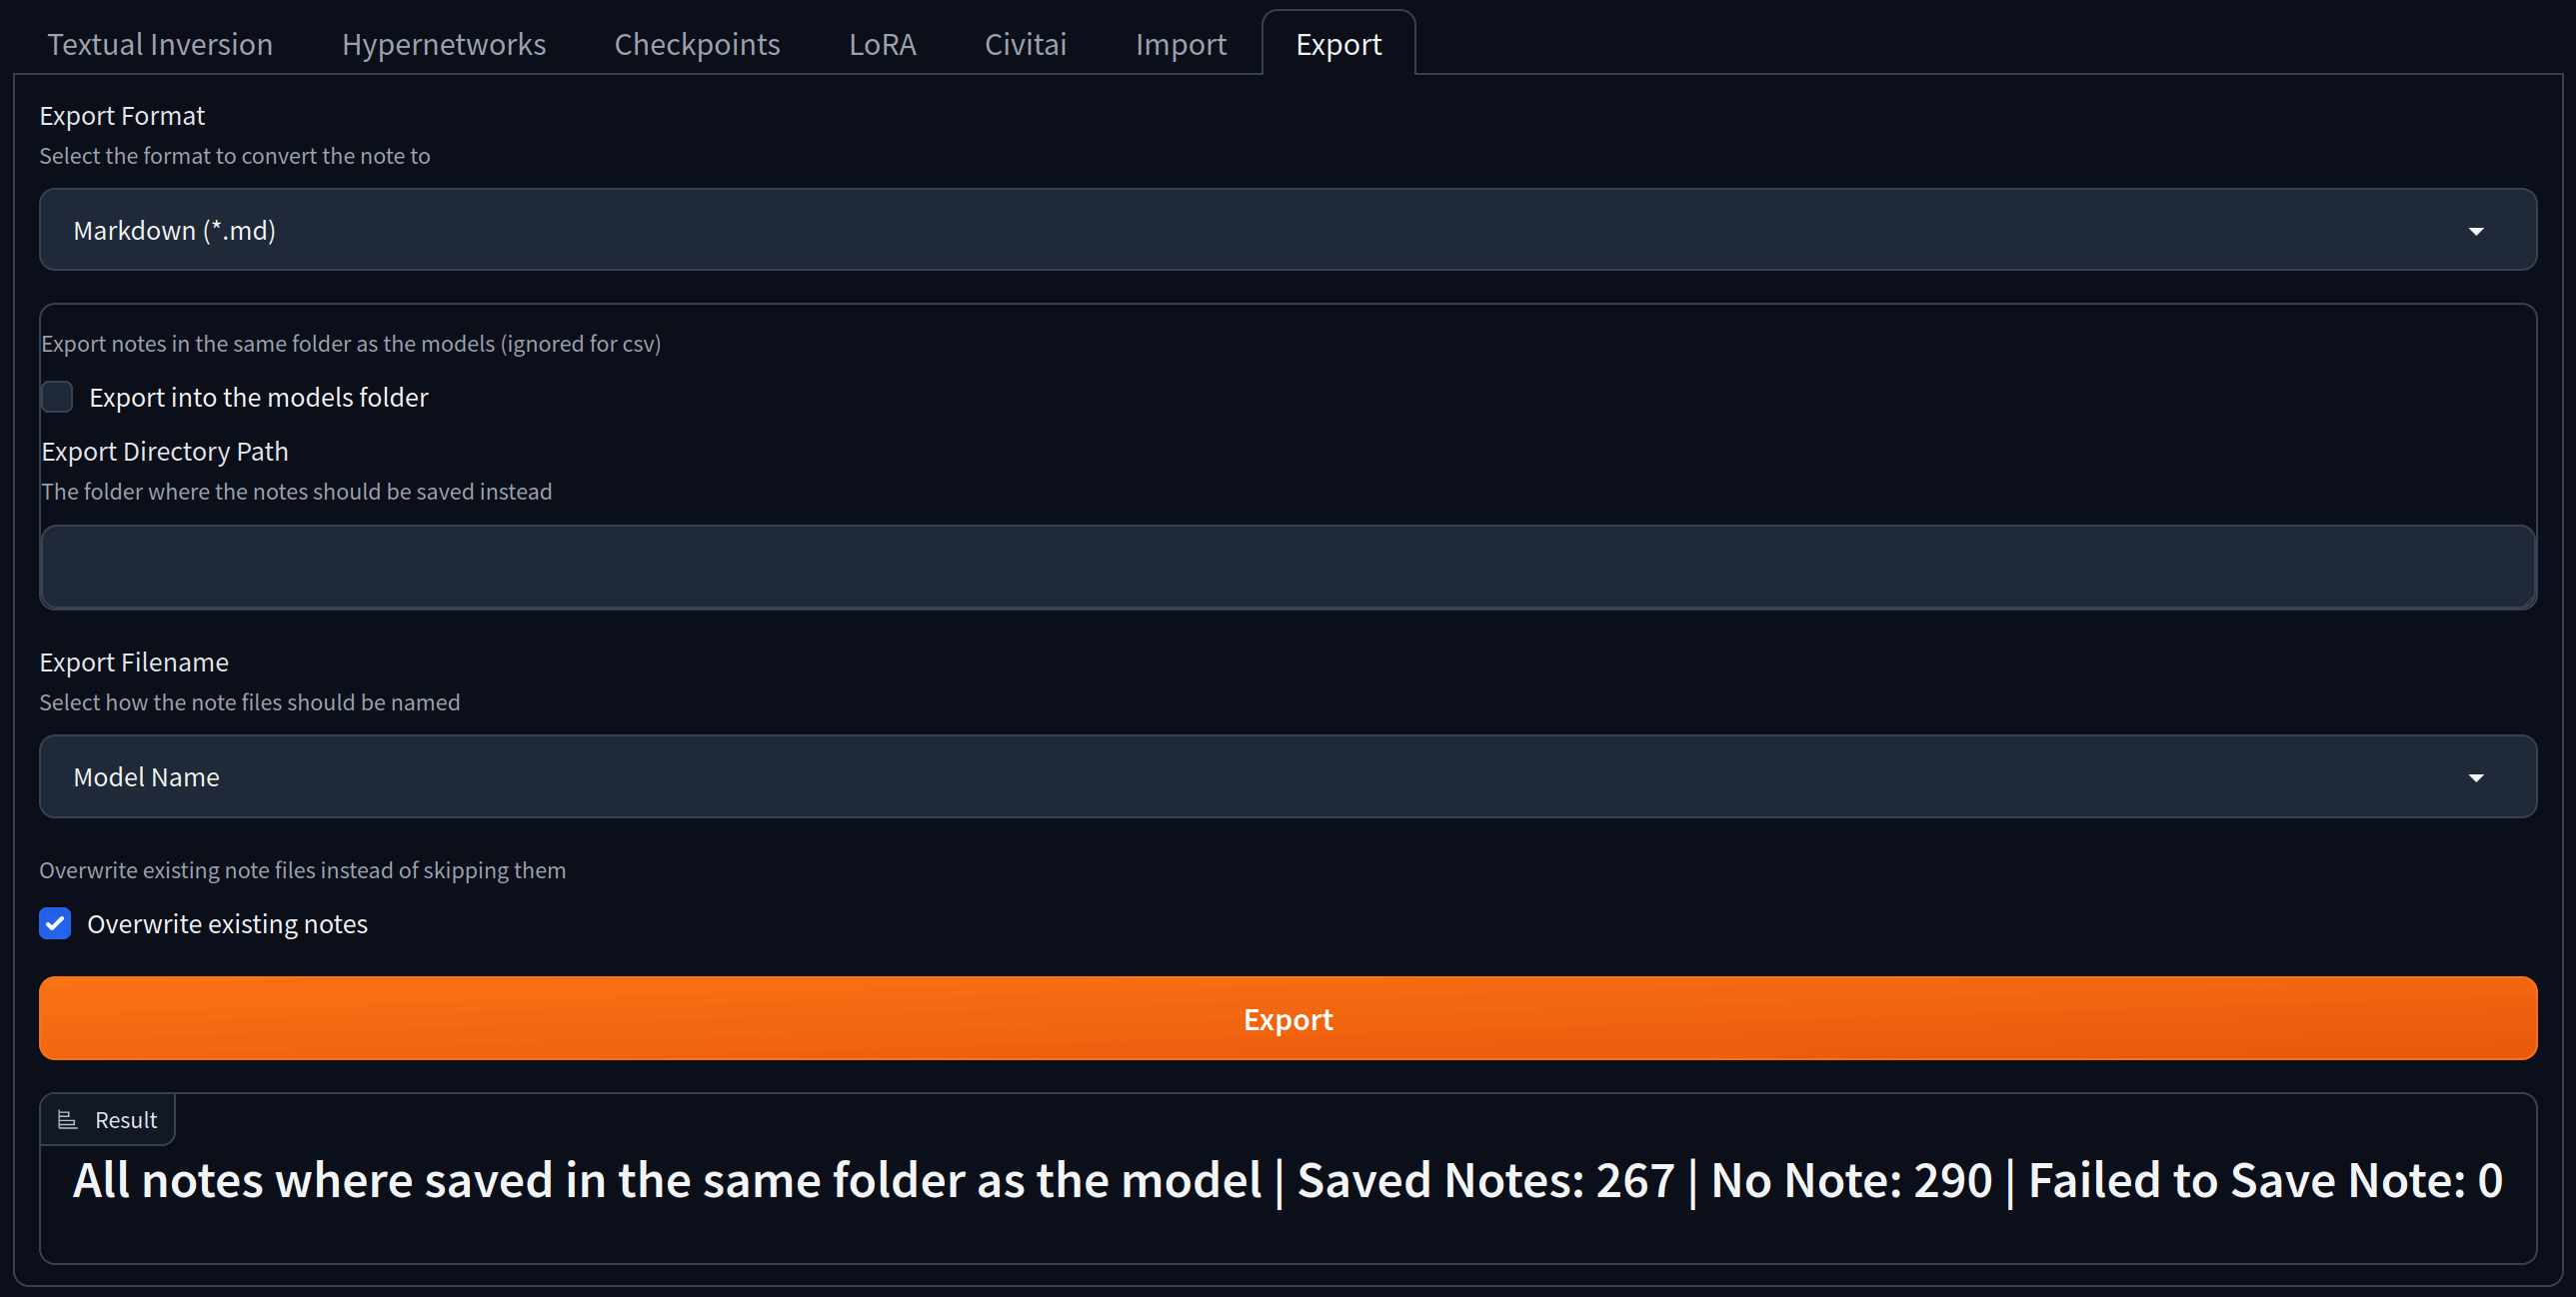 Textual Inversion Hypernetworks Checkpoints LoRA Civitai Import Export
Export Format
Select the format to convert the note to
Markdown (*.md)
Export notes in the same folder as the models (ignored for csv)
Export into the models folder
Export Directory Path
The folder where the notes should be saved instead
Export Filename
Select how the note files should be named
Model Name
Overwrite existing note files instead of skipping them
Overwrite existing notes
Export
Result
All notes where saved in the same folder as the model | Saved Notes: 267 | No Note: 290 | Failed to Save Note: 0